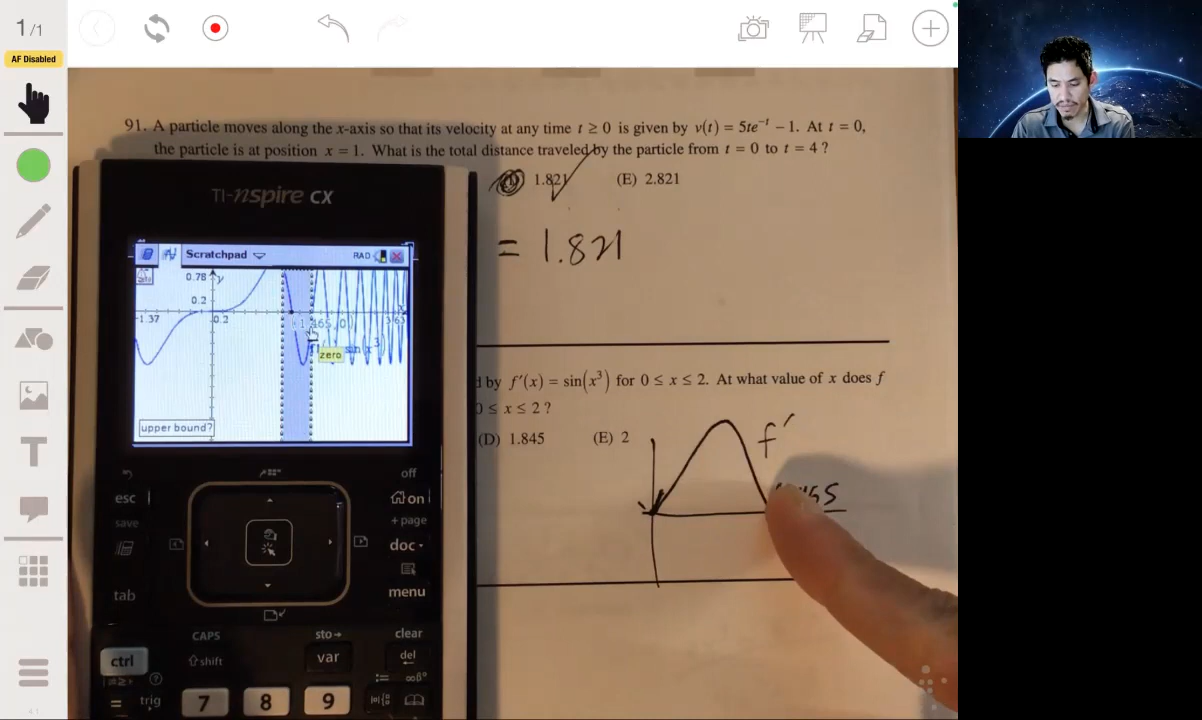 1/1
AF Disabled
91. A particle moves along the x-axis so that its velocity at any time t ≥ 0 is given by v(t) = 5te⁻ᵗ − 1. At t = 0,
the particle is at position x = 1. What is the total distance traveled by the particle from t = 0 to t = 4 ?
1.821 (E) 2.821
= 1.821
TI-nspire CX
Scratchpad RAD
0.78 y
0.2
-1.37 0.2 3.63
zero
upper bound?
d by f′(x) = sin(x³) for 0 ≤ x ≤ 2. At what value of x does f
0 ≤ x ≤ 2 ?
(D) 1.845 (E) 2
f′
esc
save
tab
off
on
+ page
doc
menu
CAPS
shift
ctrl
sto→
var
clear
del
trig
7 8 9
T